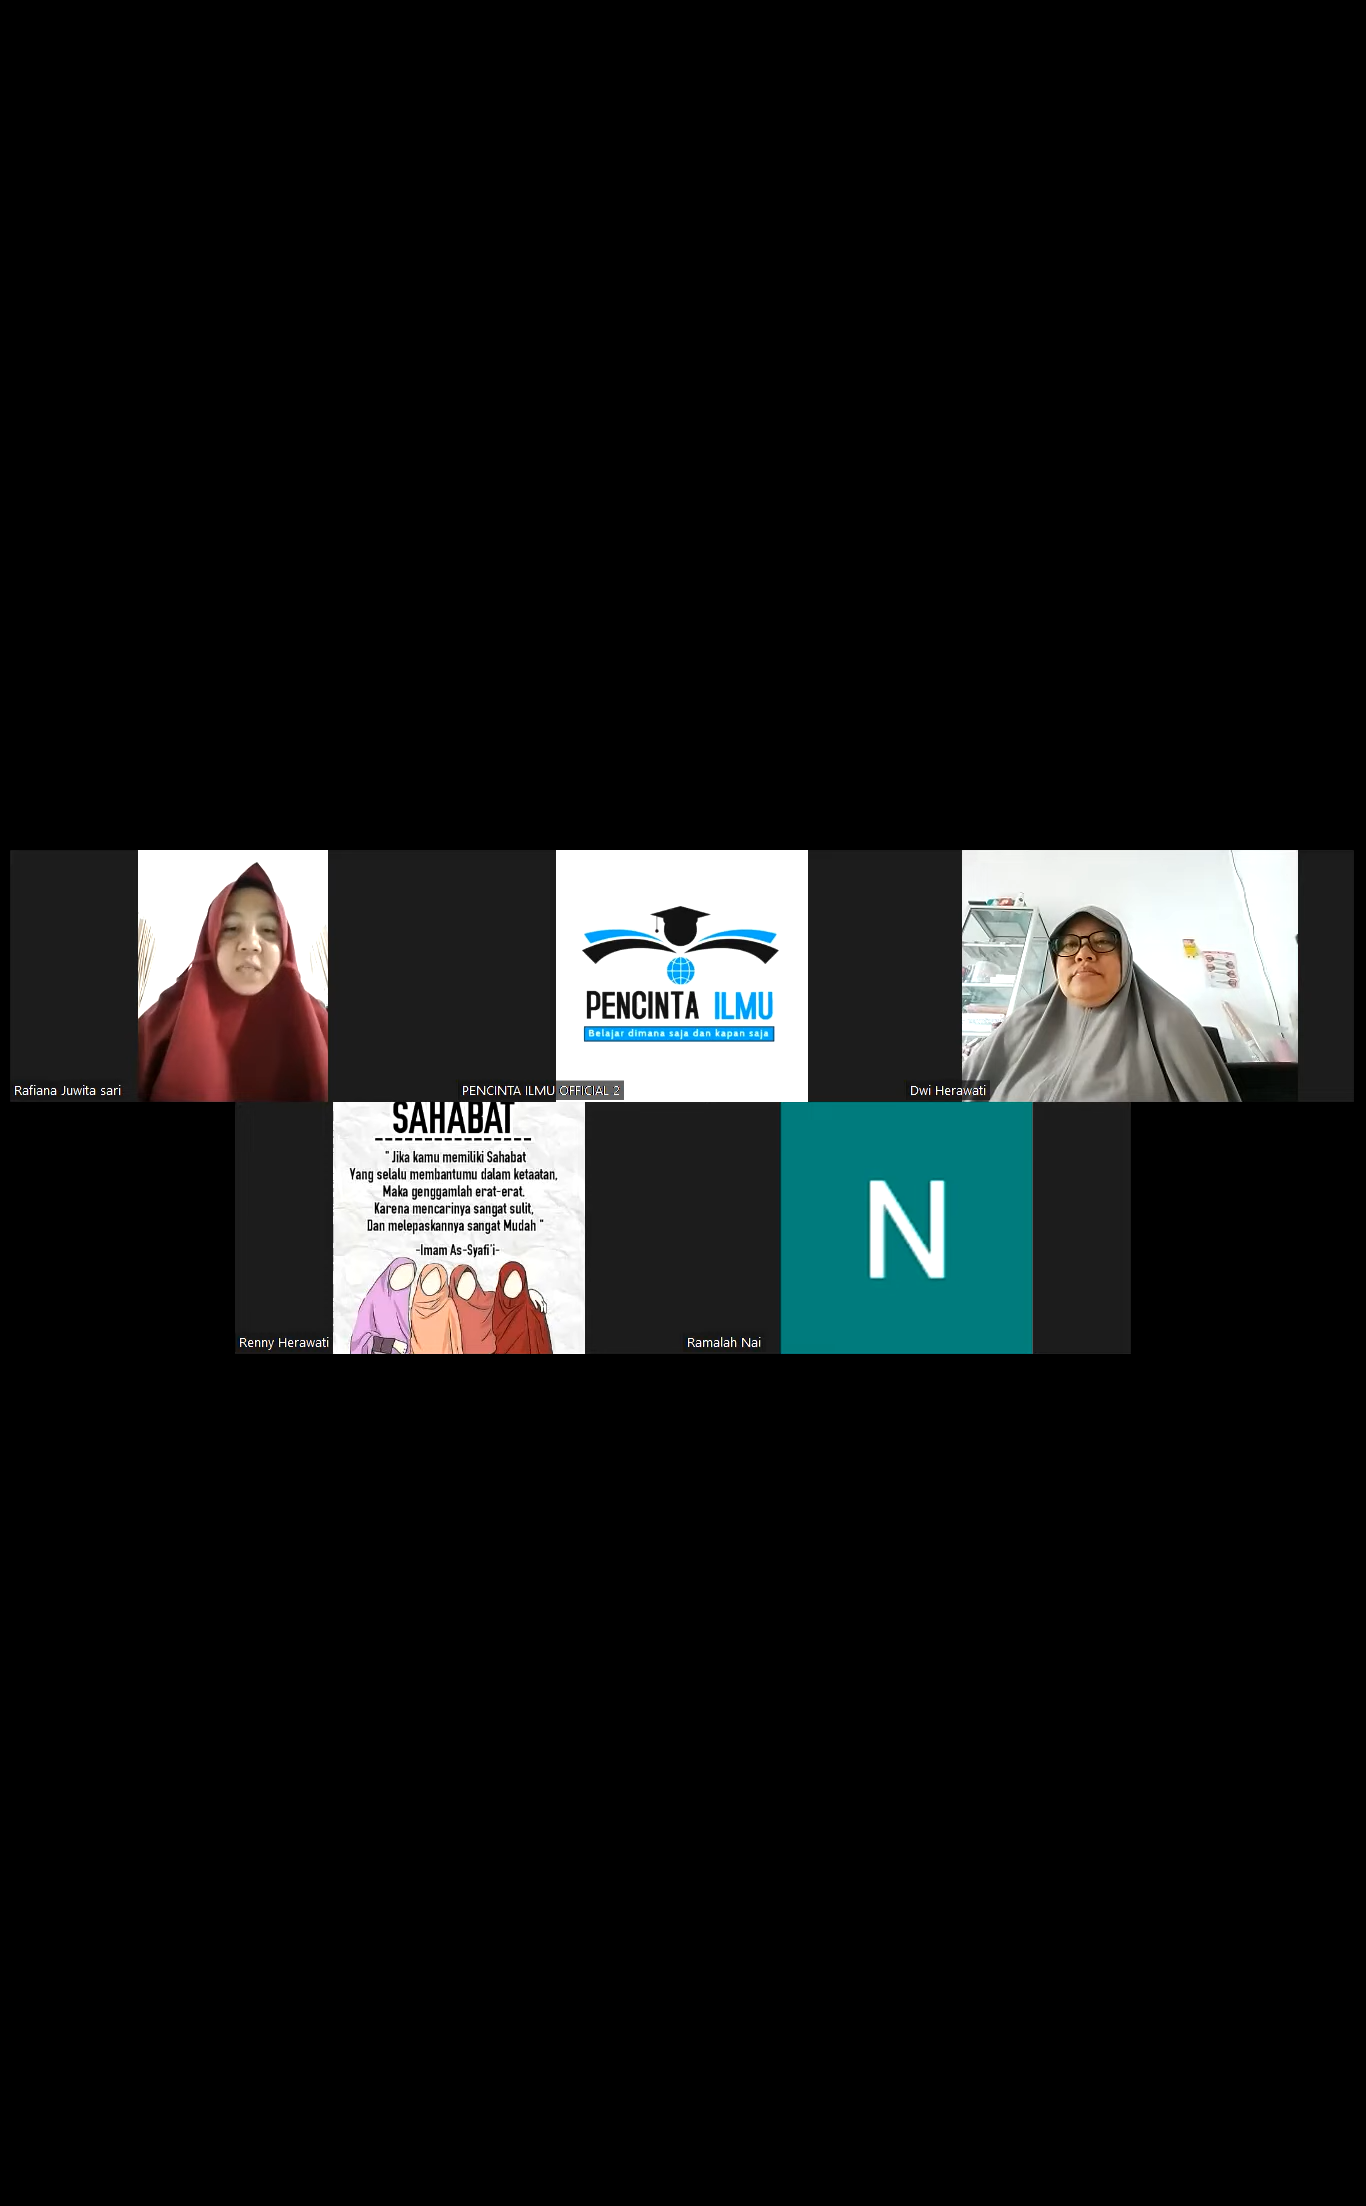 Rafiana Juwita sari
PENCINTA ILMU
Belajar dimana saja dan kapan saja
PENCINTA ILMU OFFICIAL 2
Dwi Herawati
SAHABAT
" Jika kamu memiliki Sahabat
Yang selalu membantumu dalam ketaatan,
Maka genggamlah erat-erat.
Karena mencarinya sangat sulit,
Dan melepaskannya sangat Mudah "
-Imam As-Syafi'i-
Renny Herawati
N
Ramalah Nai